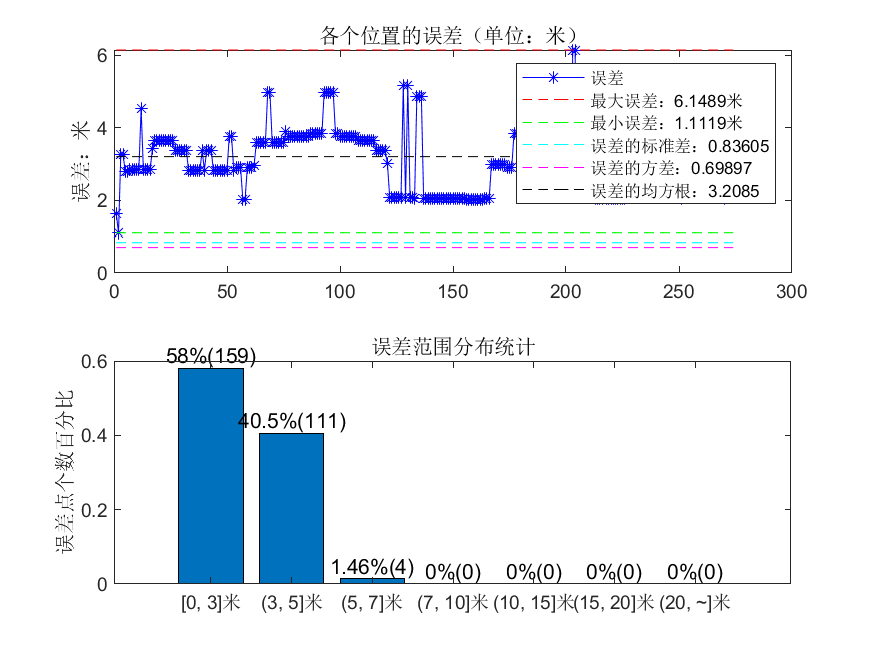 各个位置的误差（单位：米）
误差：米
6
4
2
0
0 50 100 150 200 250 300
误差
最大误差：6.1489米
最小误差：1.1119米
误差的标准差：0.83605
误差的方差：0.69897
误差的均方根：3.2085
误差范围分布统计
误差点个数百分比
0.6
0.4
0.2
0
58%(159)
40.5%(111)
1.46%(4)
0%(0)
0%(0)
0%(0)
0%(0)
[0, 3]米 (3, 5]米 (5, 7]米 (7, 10]米 (10, 15]米 (15, 20]米 (20, ~]米